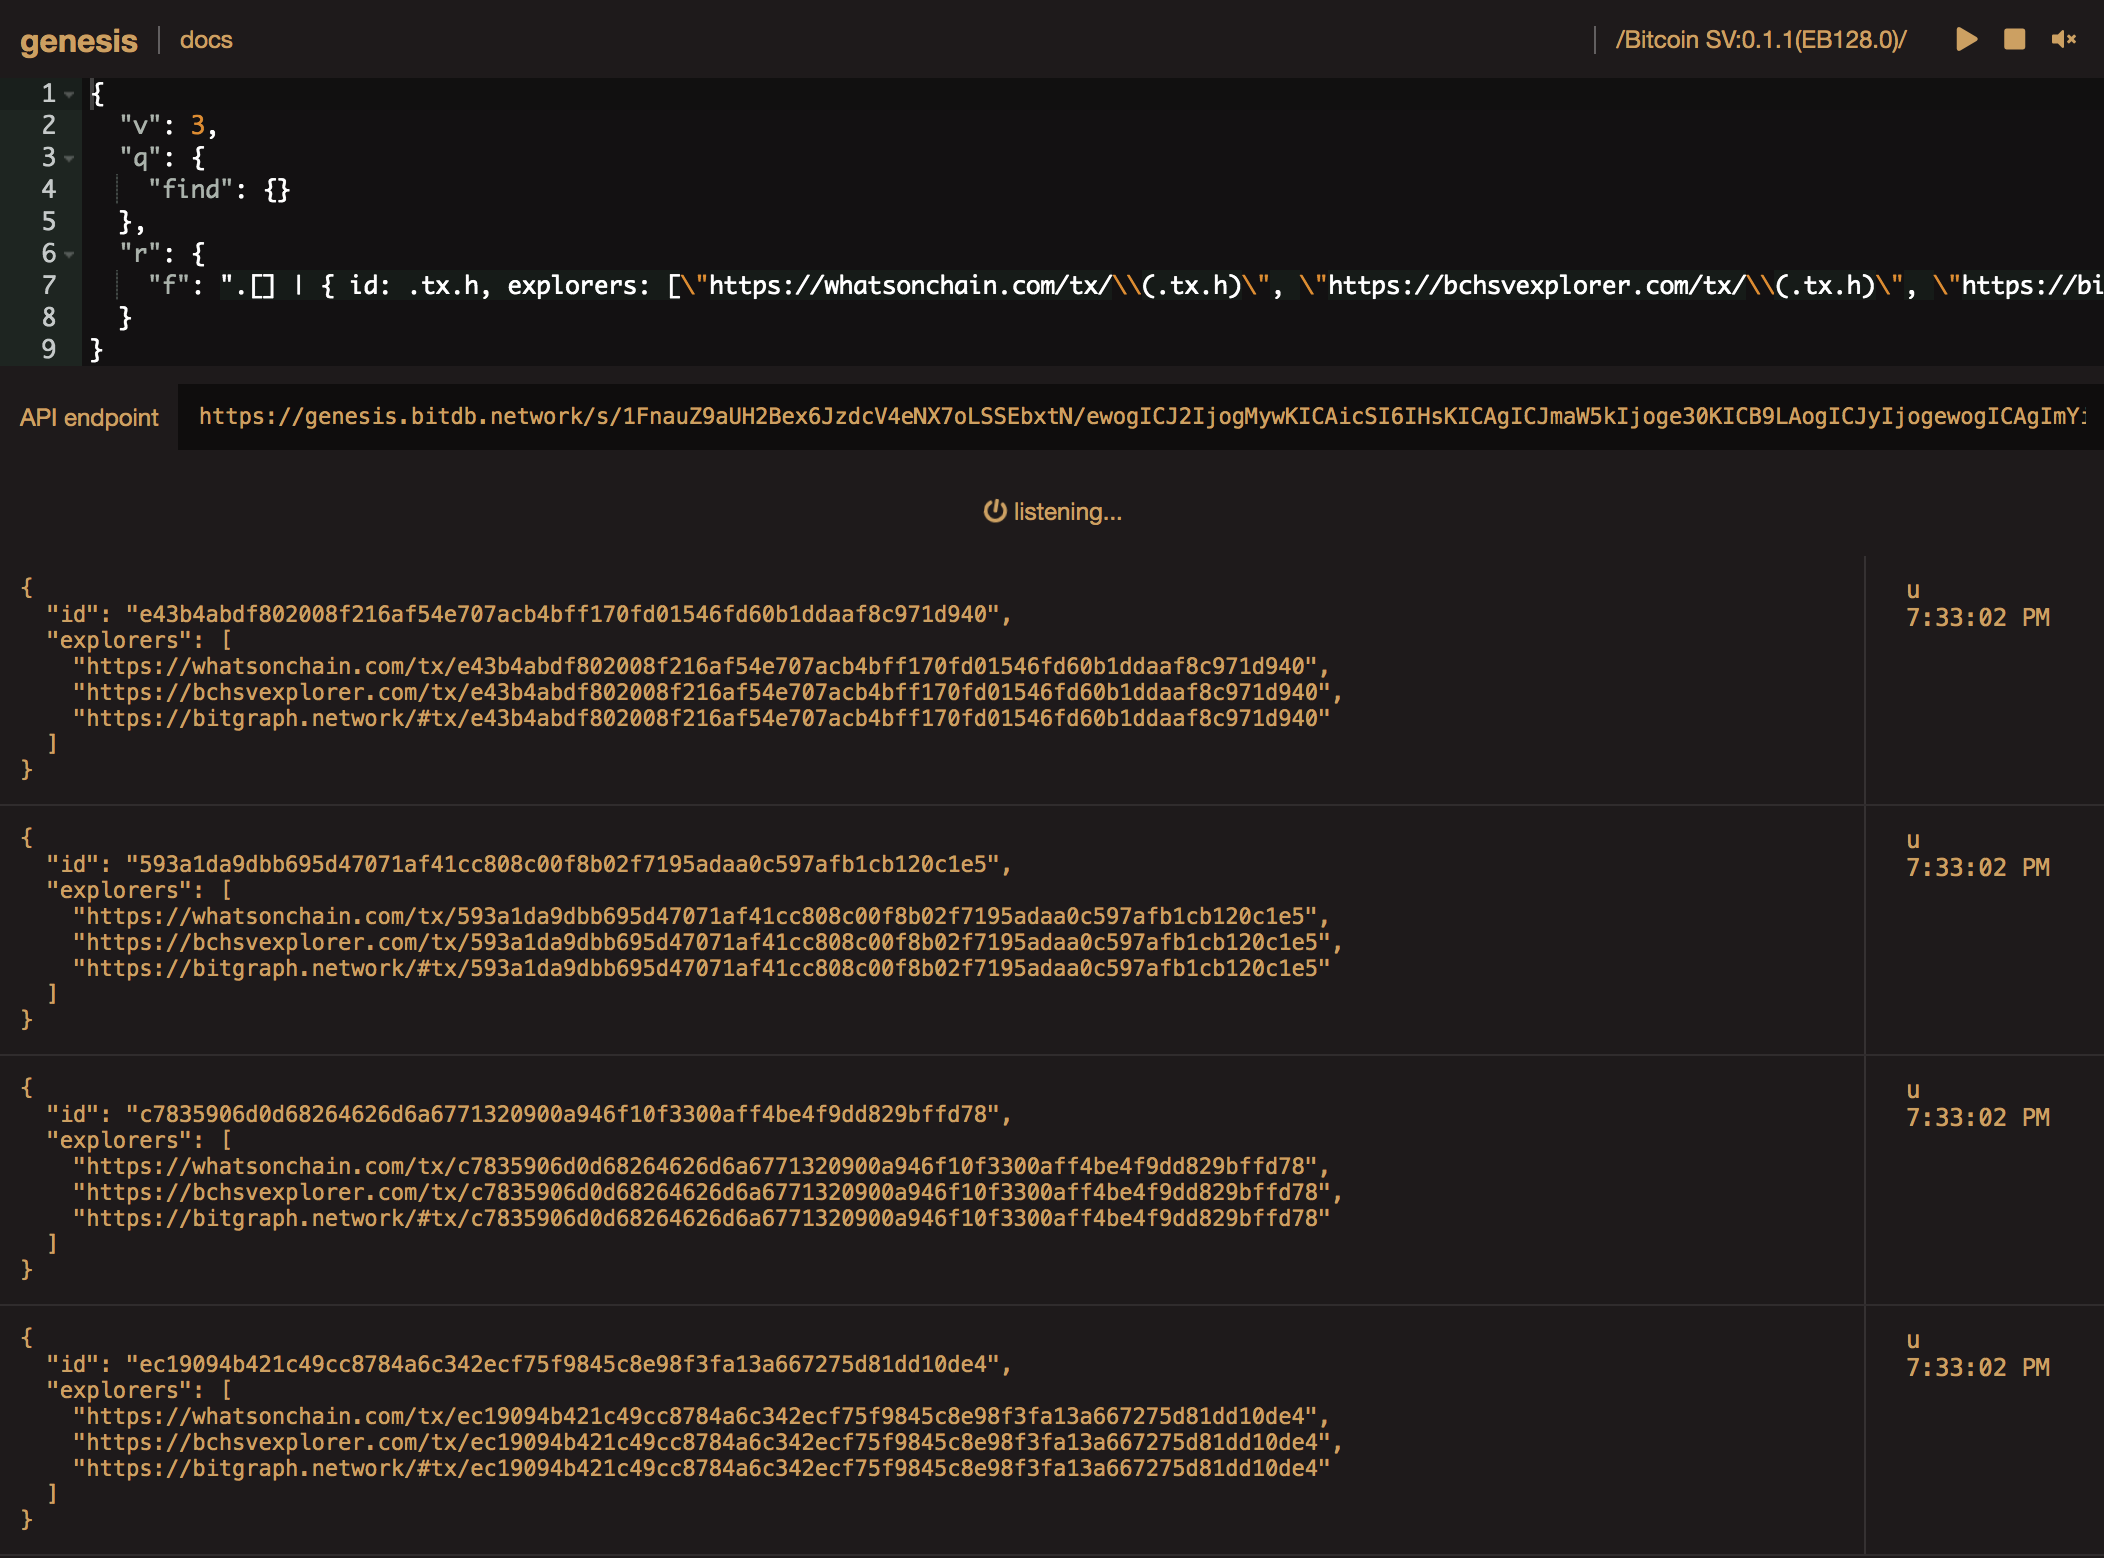 genesis docs /Bitcoin SV:0.1.1(EB128.0)/
1 {
2 "v": 3,
3 "q": {
4 "find": {}
5 },
6 "r": {
7 "f": ".[] | { id: .tx.h, explorers: [\"https://whatsonchain.com/tx/\\(.tx.h)\", \"https://bchsvexplorer.com/tx/\\(.tx.h)\", \"https://bi
8 }
9 }
API endpoint https://genesis.bitdb.network/s/1FnauZ9aUH2Bex6JzdcV4eNX7oLSSEbxtN/ewogICJ2IjogMywKICAicSI6IHsKICAgICJmaW5kIjoge30KICB9LAogICJyIjogewogICAgImYi
listening...
{
u
"id": "e43b4abdf802008f216af54e707acb4bff170fd01546fd60b1ddaaf8c971d940",
7:33:02 PM
"explorers": [
"https://whatsonchain.com/tx/e43b4abdf802008f216af54e707acb4bff170fd01546fd60b1ddaaf8c971d940",
"https://bchsvexplorer.com/tx/e43b4abdf802008f216af54e707acb4bff170fd01546fd60b1ddaaf8c971d940",
"https://bitgraph.network/#tx/e43b4abdf802008f216af54e707acb4bff170fd01546fd60b1ddaaf8c971d940"
]
}
{
u
"id": "593a1da9dbb695d47071af41cc808c00f8b02f7195adaa0c597afb1cb120c1e5",
7:33:02 PM
"explorers": [
"https://whatsonchain.com/tx/593a1da9dbb695d47071af41cc808c00f8b02f7195adaa0c597afb1cb120c1e5",
"https://bchsvexplorer.com/tx/593a1da9dbb695d47071af41cc808c00f8b02f7195adaa0c597afb1cb120c1e5",
"https://bitgraph.network/#tx/593a1da9dbb695d47071af41cc808c00f8b02f7195adaa0c597afb1cb120c1e5"
]
}
{
u
"id": "c7835906d0d68264626d6a6771320900a946f10f3300aff4be4f9dd829bffd78",
7:33:02 PM
"explorers": [
"https://whatsonchain.com/tx/c7835906d0d68264626d6a6771320900a946f10f3300aff4be4f9dd829bffd78",
"https://bchsvexplorer.com/tx/c7835906d0d68264626d6a6771320900a946f10f3300aff4be4f9dd829bffd78",
"https://bitgraph.network/#tx/c7835906d0d68264626d6a6771320900a946f10f3300aff4be4f9dd829bffd78"
]
}
{
u
"id": "ec19094b421c49cc8784a6c342ecf75f9845c8e98f3fa13a667275d81dd10de4",
7:33:02 PM
"explorers": [
"https://whatsonchain.com/tx/ec19094b421c49cc8784a6c342ecf75f9845c8e98f3fa13a667275d81dd10de4",
"https://bchsvexplorer.com/tx/ec19094b421c49cc8784a6c342ecf75f9845c8e98f3fa13a667275d81dd10de4",
"https://bitgraph.network/#tx/ec19094b421c49cc8784a6c342ecf75f9845c8e98f3fa13a667275d81dd10de4"
]
}